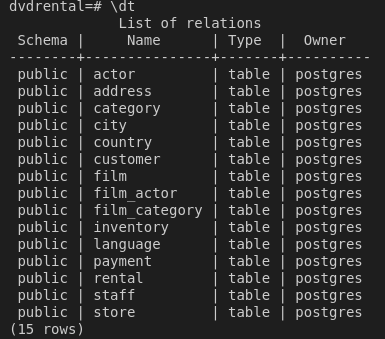 dvdrental=# \dt
             List of relations
 Schema |     Name      | Type  |  Owner
--------+---------------+-------+----------
 public | actor         | table | postgres
 public | address       | table | postgres
 public | category      | table | postgres
 public | city          | table | postgres
 public | country       | table | postgres
 public | customer      | table | postgres
 public | film          | table | postgres
 public | film_actor    | table | postgres
 public | film_category | table | postgres
 public | inventory     | table | postgres
 public | language      | table | postgres
 public | payment       | table | postgres
 public | rental        | table | postgres
 public | staff         | table | postgres
 public | store         | table | postgres
(15 rows)